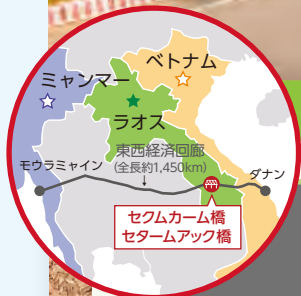 ベトナム
ミャンマー
ラオス
東西経済回廊
(全長約1,450km)
モウラミャイン
ダナン
セクムカーム橋
セタームアック橋